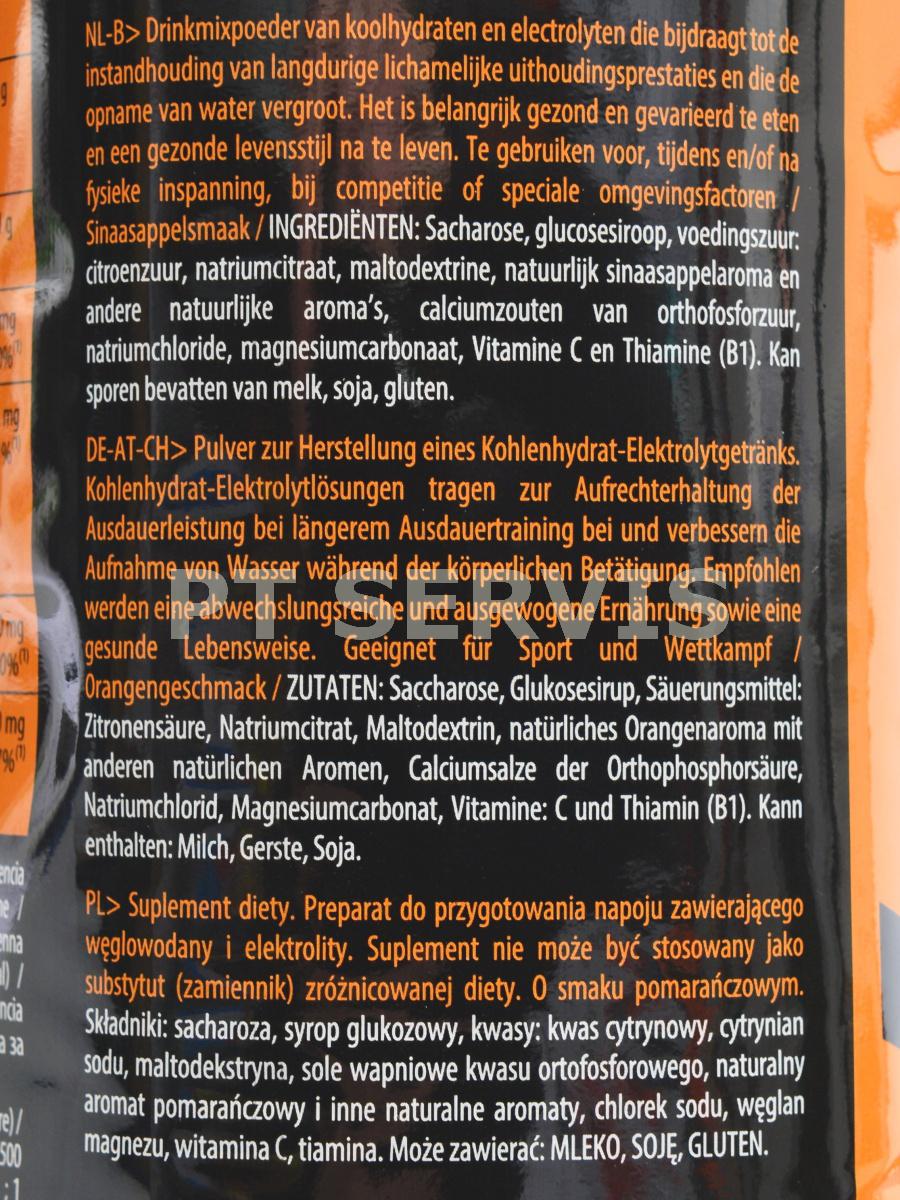 NL-B> Drinkmixpoeder van koolhydraten en electrolyten die bijdraagt tot de
instandhouding van langdurige lichamelijke uithoudingsprestaties en die de
opname van water vergroot. Het is belangrijk gezond en gevarieerd te eten
en een gezonde levensstijl na te leven. Te gebruiken voor, tijdens en/of na
fysieke inspanning, bij competitie of speciale omgevingsfactoren /
Sinaasappelsmaak / INGREDIËNTEN: Sacharose, glucosesiroop, voedingszuur:
citroenzuur, natriumcitraat, maltodextrine, natuurlijk sinaasappelaroma en
andere natuurlijke aroma's, calciumzouten van orthofosforzuur,
natriumchloride, magnesiumcarbonaat, Vitamine C en Thiamine (B1). Kan
sporen bevatten van melk, soja, gluten.
DE-AT-CH> Pulver zur Herstellung eines Kohlenhydrat-Elektrolytgetränks.
Kohlenhydrat-Elektrolytlösungen tragen zur Aufrechterhaltung der
Ausdauerleistung bei längerem Ausdauertraining bei und verbessern die
Aufnahme von Wasser während der körperlichen Betätigung. Empfohlen
werden eine abwechslungsreiche und ausgewogene Ernährung sowie eine
gesunde Lebensweise. Geeignet für Sport und Wettkampf /
Orangengeschmack / ZUTATEN: Saccharose, Glukosesirup, Säuerungsmittel:
Zitronensäure, Natriumcitrat, Maltodextrin, natürliches Orangenaroma mit
anderen natürlichen Aromen, Calciumsalze der Orthophosphorsäure,
Natriumchlorid, Magnesiumcarbonat, Vitamine: C und Thiamin (B1). Kann
enthalten: Milch, Gerste, Soja.
PL> Suplement diety. Preparat do przygotowania napoju zawierającego
węglowodany i elektrolity. Suplement nie może być stosowany jako
substytut (zamiennik) zróżnicowanej diety. O smaku pomarańczowym.
Składniki: sacharoza, syrop glukozowy, kwasy: kwas cytrynowy, cytrynian
sodu, maltodekstryna, sole wapniowe kwasu ortofosforowego, naturalny
aromat pomarańczowy i inne naturalne aromaty, chlorek sodu, węglan
magnezu, witamina C, tiamina. Może zawierać: MLEKO, SOJĘ, GLUTEN.
PT SERVIS